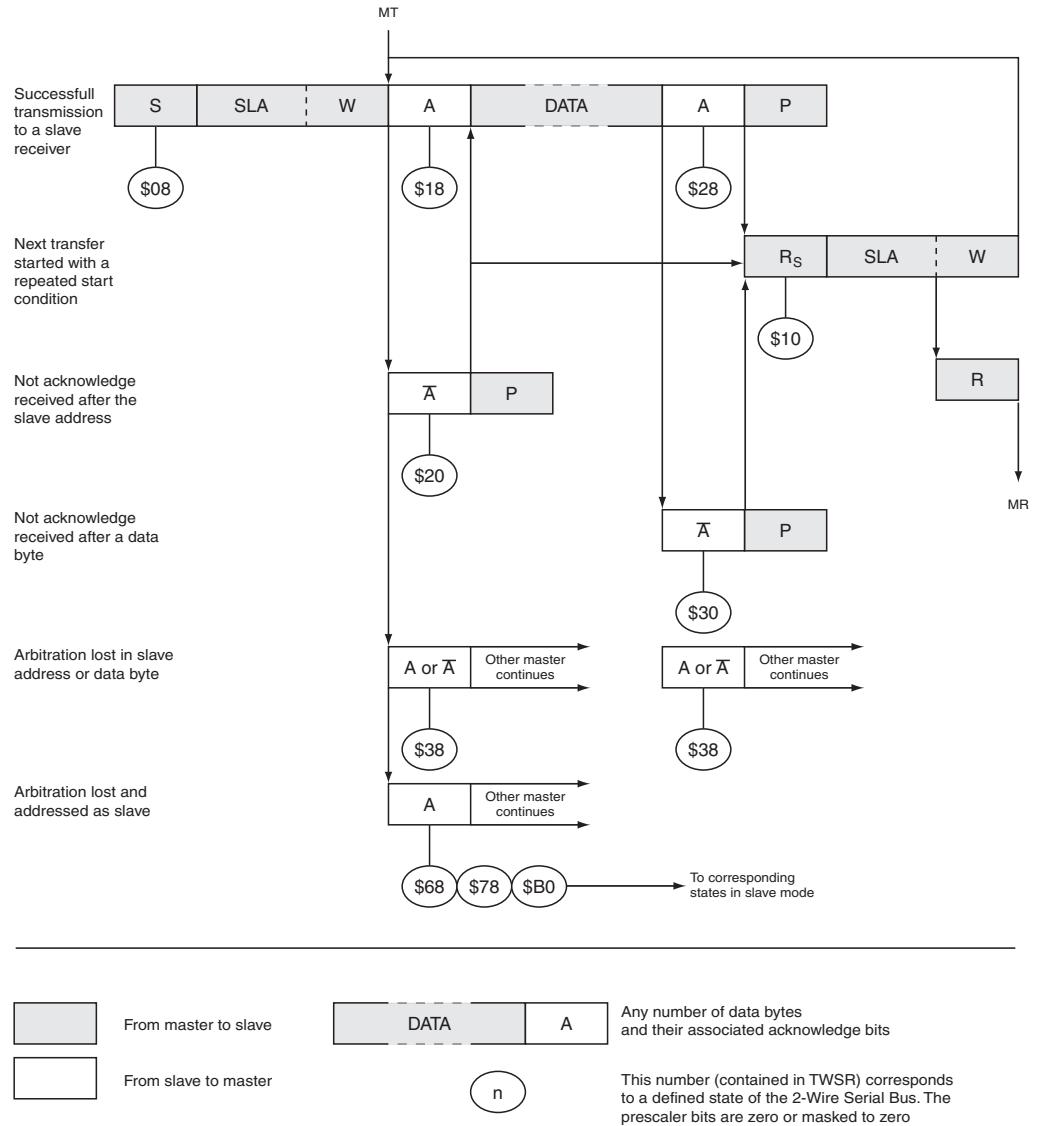 MT
Successfull
transmission
to a slave
receiver
S
SLA
W
A
DATA
A
P
$08
$18
$28
Next transfer
started with a
repeated start
condition
RS
SLA
W
$10
Not acknowledge
received after the
slave address
A̅
P
R
$20
MR
Not acknowledge
received after a data
byte
A̅
P
$30
Arbitration lost in slave
address or data byte
A or A̅
Other master
continues
A or A̅
Other master
continues
$38
$38
Arbitration lost and
addressed as slave
A
Other master
continues
$68
$78
$B0
To corresponding
states in slave mode
From master to slave
DATA
A
Any number of data bytes
and their associated acknowledge bits
From slave to master
n
This number (contained in TWSR) corresponds
to a defined state of the 2-Wire Serial Bus. The
prescaler bits are zero or masked to zero